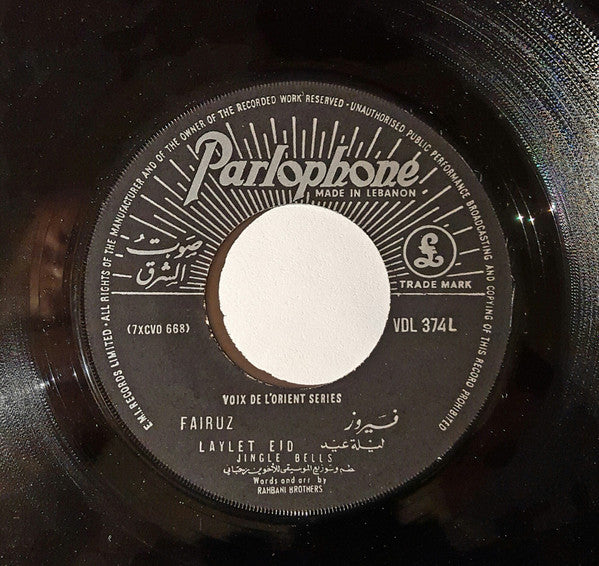 ALL RIGHTS OF THE MANUFACTURER AND OF THE OWNER OF THE RECORDED WORK RESERVED - UNAUTHORISED PUBLIC PERFORMANCE BROADCASTING AND COPYING OF THIS RECORD PROHIBITED
E.M.I. RECORDS LIMITED -
Parlophone
MADE IN LEBANON
صوت
الشرق
£
TRADE MARK
(7XCVO 668)
VDL 374L
VOIX DE L'ORIENT SERIES
FAIRUZ فيروز
LAYLET EID ليلة عيد
JINGLE BELLS
نظم وتوزيع الموسيقى للأخوين رحباني
Words and arr by
RAHBANI BROTHERS